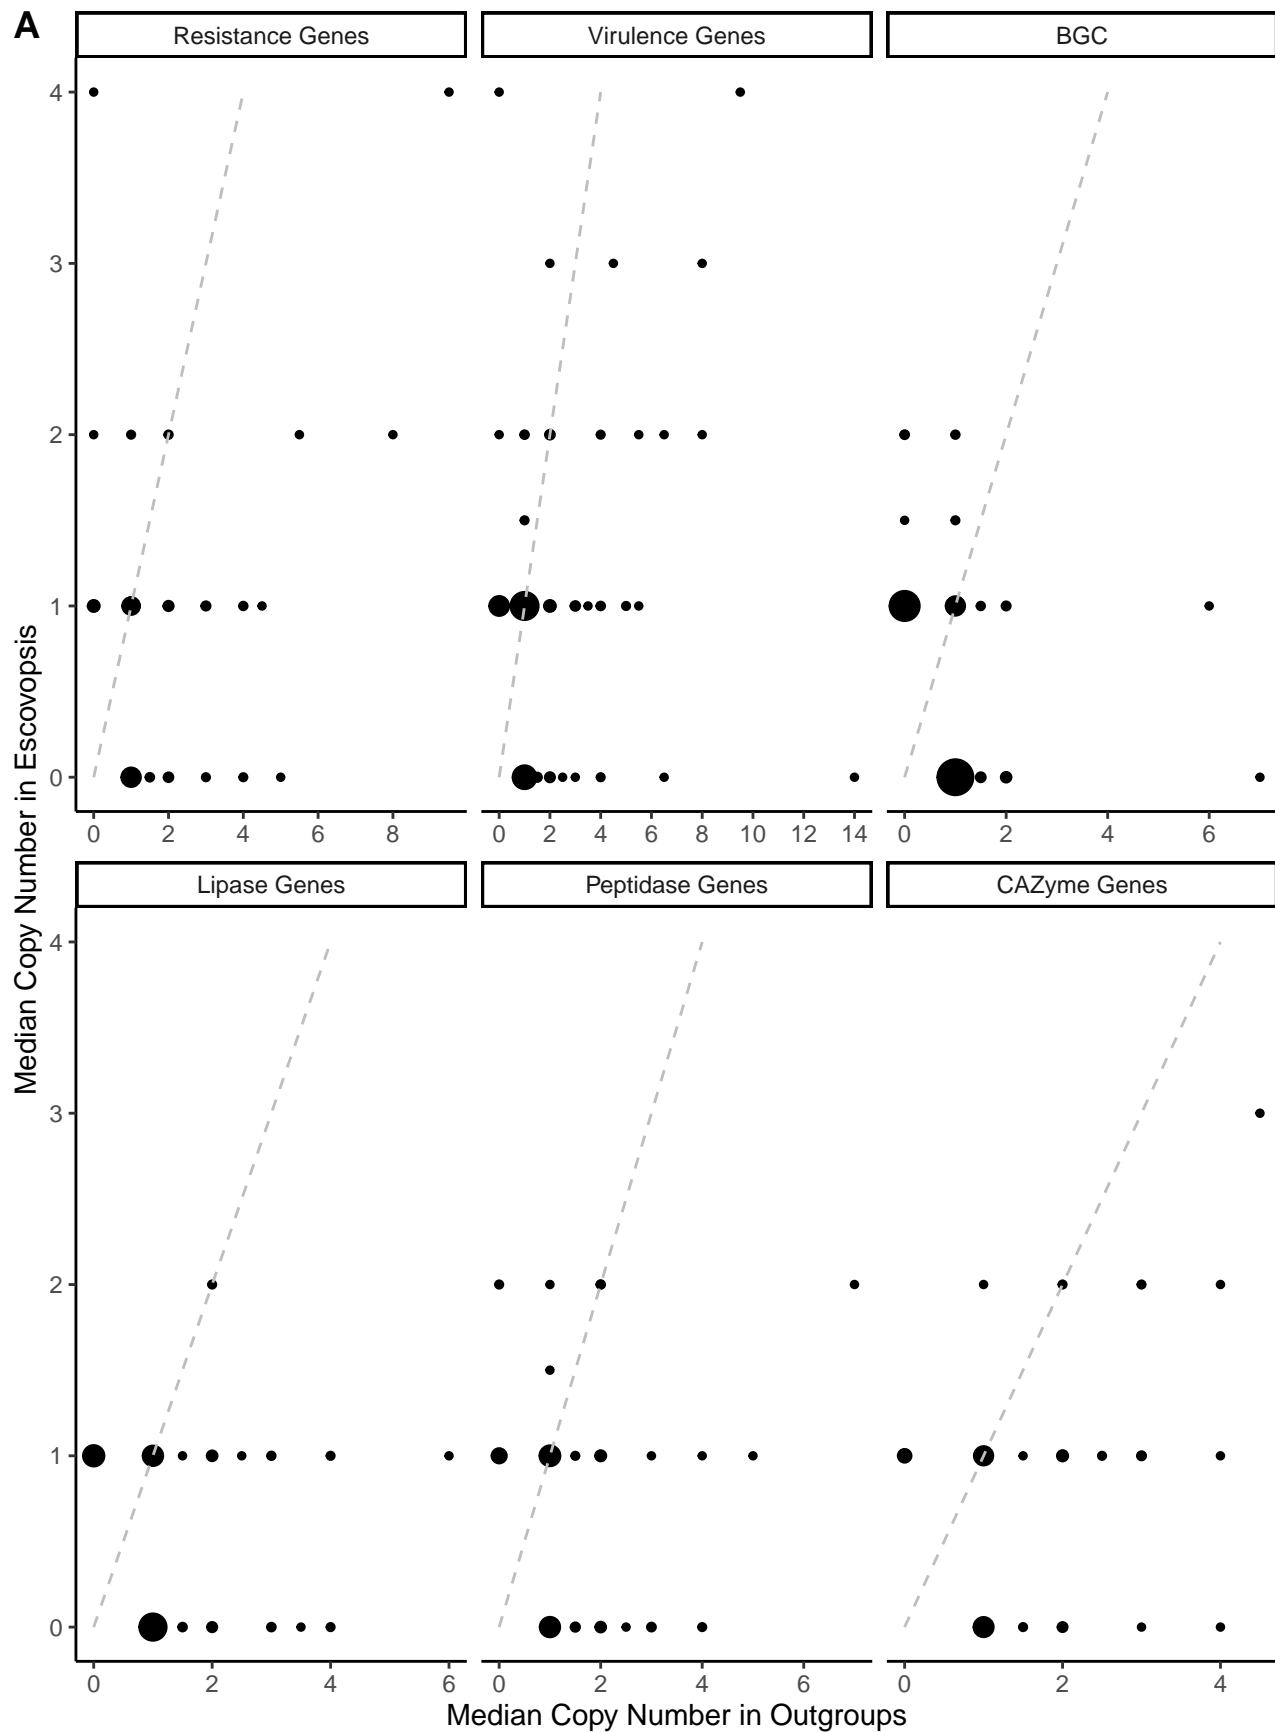 A
Resistance Genes Virulence Genes BGC
4
3
2
1
0
0 2 4 6 8 0 2 4 6 8 10 12 14 0 2 4 6
Lipase Genes Peptidase Genes CAZyme Genes
4
3
2
1
0
0 2 4 6 0 2 4 6 0 2 4
Median Copy Number in Escovopsis
Median Copy Number in Outgroups